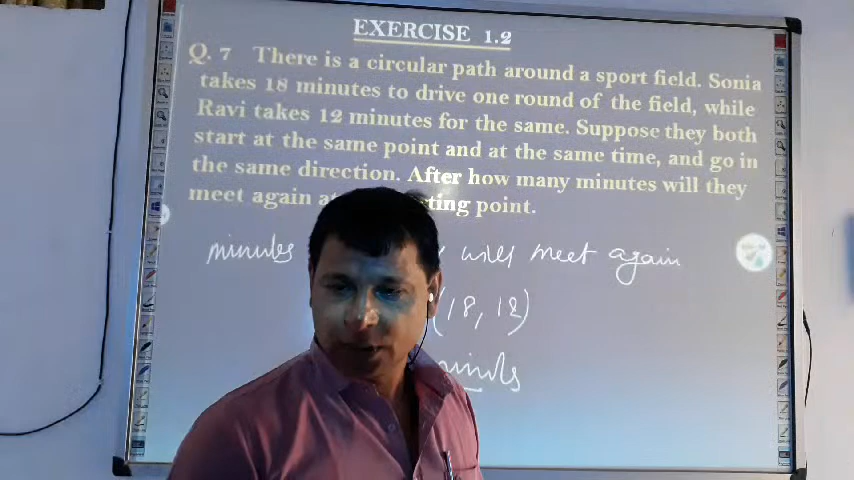 EXERCISE 1.2
Q. 7 There is a circular path around a sport field. Sonia
takes 18 minutes to drive one round of the field, while
Ravi takes 12 minutes for the same. Suppose they both
start at the same point and at the same time, and go in
the same direction. After how many minutes will they
meet again at rting point.
minutes will meet again
(18, 12)
minutes